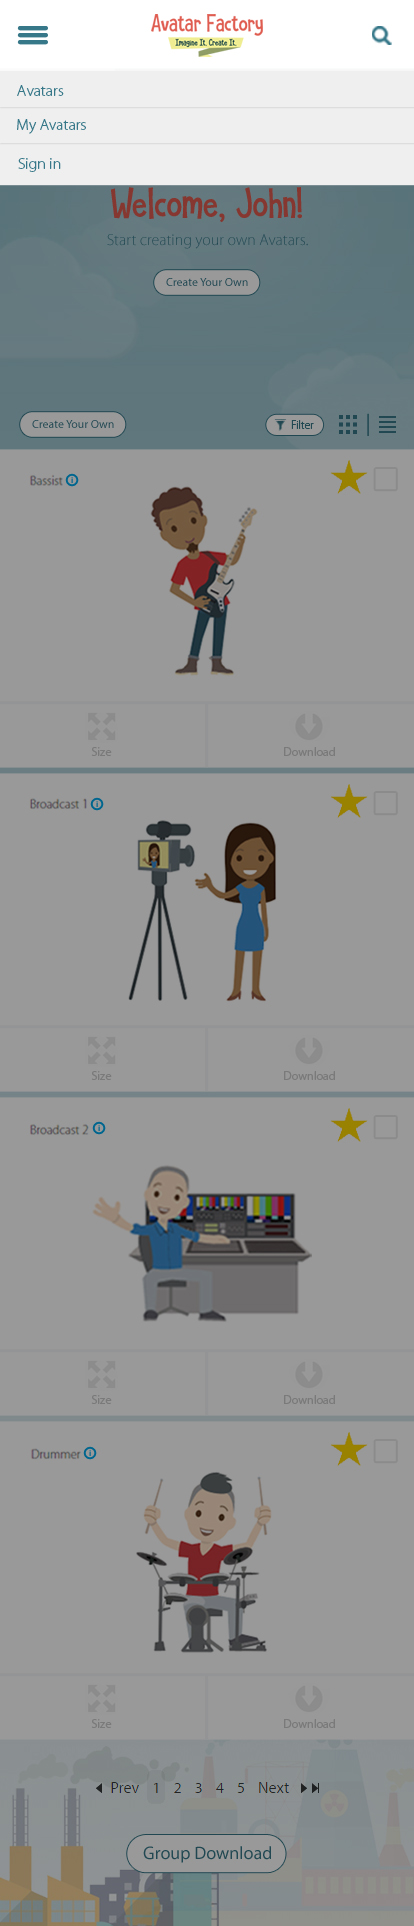 Avatar Factory
Imagine It. Create It.
Avatars
My Avatars
Sign in
Welcome, John!
Start creating your own Avatars.
Create Your Own
Create Your Own
Filter
Bassist
Size
Download
Broadcast 1
Size
Download
Broadcast 2
Size
Download
Drummer
Size
Download
Prev 1 2 3 4 5 Next
Group Download